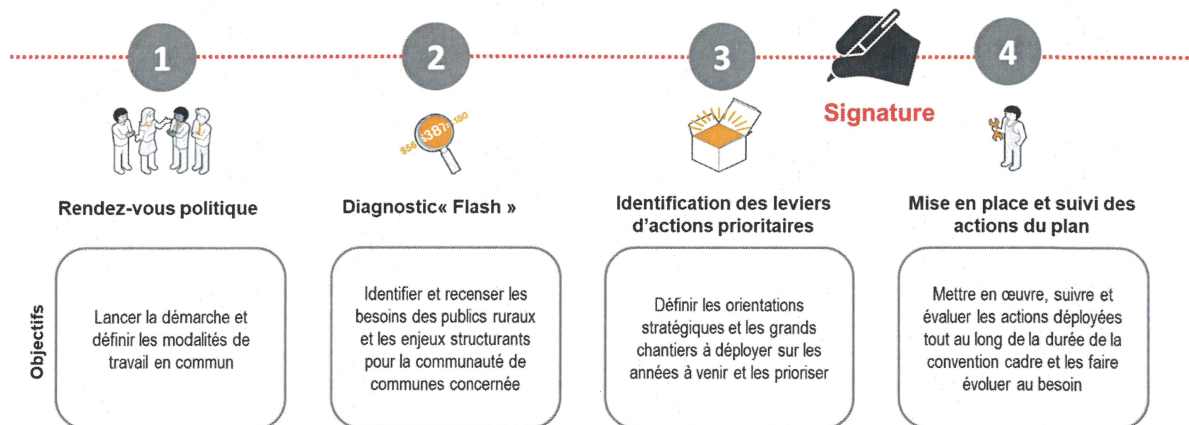 1
2
3
4
Signature
$56
$387
$180
Rendez-vous politique
Diagnostic« Flash »
Identification des leviers
d'actions prioritaires
Mise en place et suivi des
actions du plan
Objectifs
Lancer la démarche et
définir les modalités de
travail en commun
Identifier et recenser les
besoins des publics ruraux
et les enjeux structurants
pour la communauté de
communes concernée
Définir les orientations
stratégiques et les grands
chantiers à déployer sur les
années à venir et les prioriser
Mettre en œuvre, suivre et
évaluer les actions déployées
tout au long de la durée de la
convention cadre et les faire
évoluer au besoin